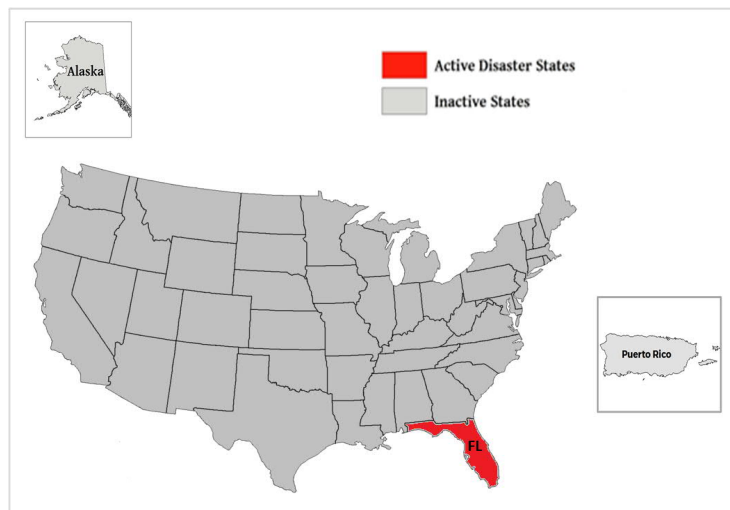 Alaska
Active Disaster States
Inactive States
Puerto Rico
FL